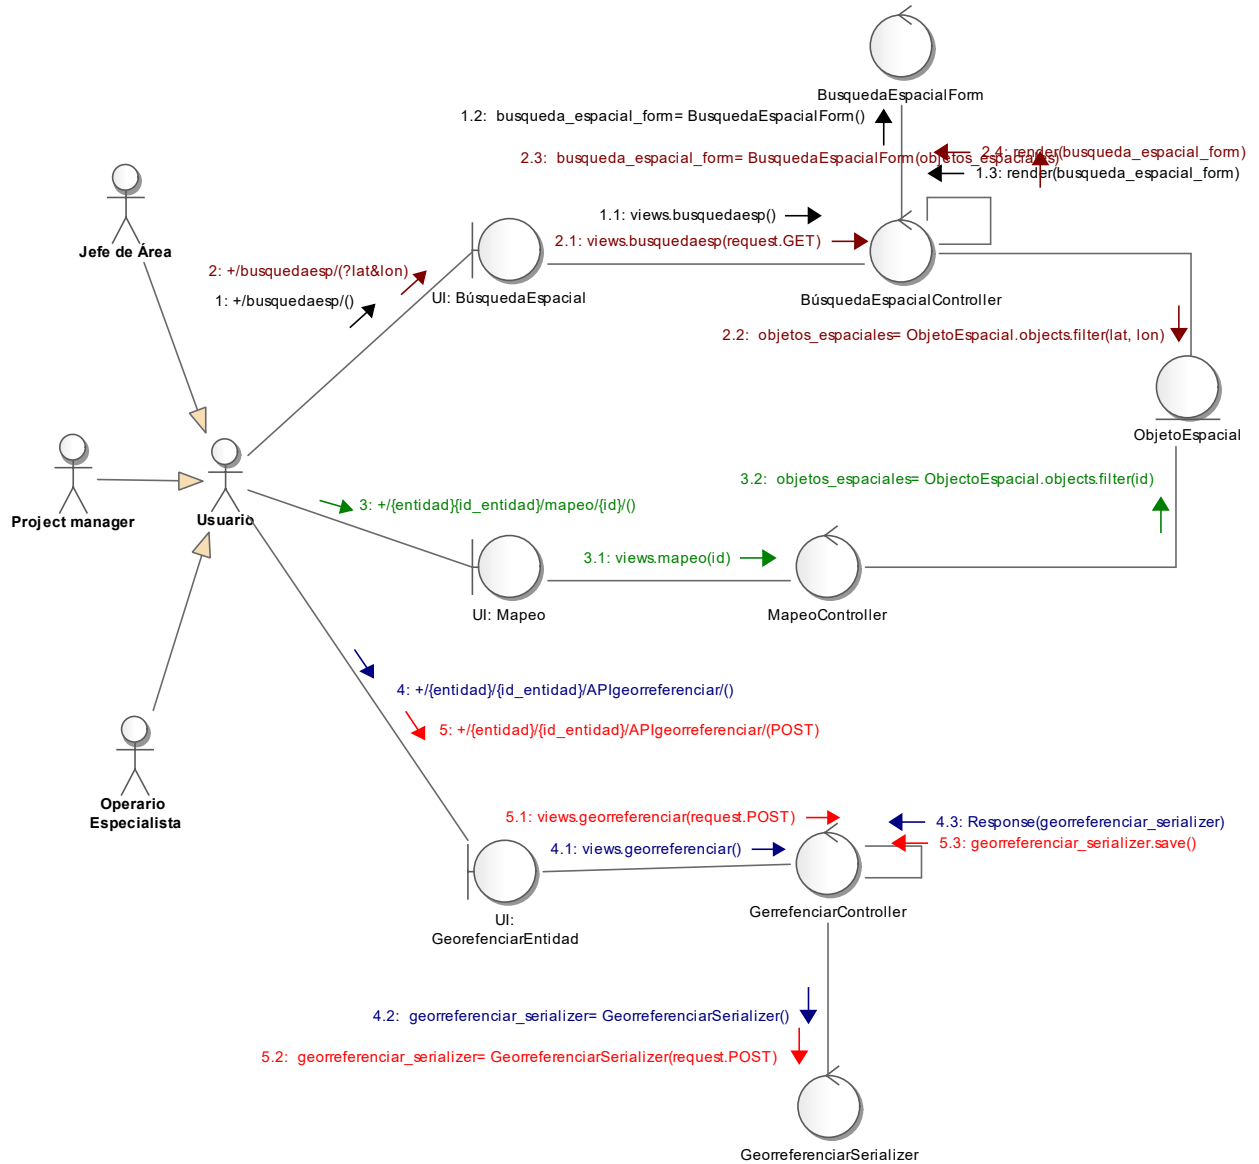 BusquedaEspacialForm
1.2:  busqueda_espacial_form= BusquedaEspacialForm()
2.3:  busqueda_espacial_form= BusquedaEspacialForm(objetos_espaciales)
2.4: render(busqueda_espacial_form)
1.3: render(busqueda_espacial_form)
1.1: views.busquedaesp()
2.1: views.busquedaesp(request.GET)
Jefe de Área
2: +/busquedaesp/(?lat&lon)
1: +/busquedaesp/()
UI: BúsquedaEspacial
BúsquedaEspacialController
2.2:  objetos_espaciales= ObjetoEspacial.objects.filter(lat, lon)
ObjetoEspacial
3.2:  objetos_espaciales= ObjectoEspacial.objects.filter(id)
Project manager
Usuario
3: +/{entidad}{id_entidad}/mapeo/{id}/()
3.1: views.mapeo(id)
UI: Mapeo
MapeoController
4: +/{entidad}/{id_entidad}/APIgeorreferenciar/()
5: +/{entidad}/{id_entidad}/APIgeorreferenciar/(POST)
Operario
Especialista
5.1: views.georreferenciar(request.POST)
4.3: Response(georreferenciar_serializer)
4.1: views.georreferenciar()
5.3: georreferenciar_serializer.save()
GerrefenciarController
UI:
GeorefenciarEntidad
4.2:  georreferenciar_serializer= GeorreferenciarSerializer()
5.2:  georreferenciar_serializer= GeorreferenciarSerializer(request.POST)
GeorreferenciarSerializer